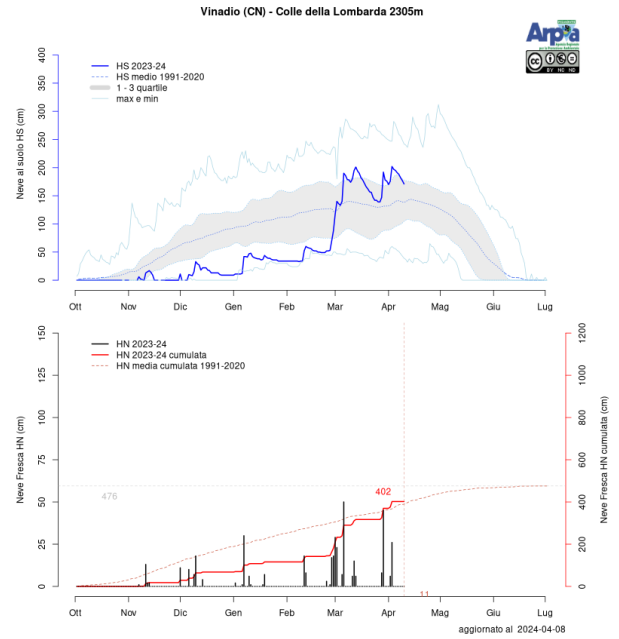 Vinadio (CN) - Colle della Lombarda 2305m
Arpa
BY NC ND
Neve al suolo HS (cm)
400
350
300
250
200
150
100
50
0
HS 2023-24
HS medio 1991-2020
1 - 3 quartile
max e min
Ott Nov Dic Gen Feb Mar Apr Mag Giu Lug
Neve Fresca HN (cm)
150
125
100
75
50
25
0
HN 2023-24
HN 2023-24 cumulata
HN media cumulata 1991-2020
476
402
11
Neve Fresca HN cumulata (cm)
1200
1000
800
600
400
200
0
Ott Nov Dic Gen Feb Mar Apr Mag Giu Lug
aggiornato al 2024-04-08